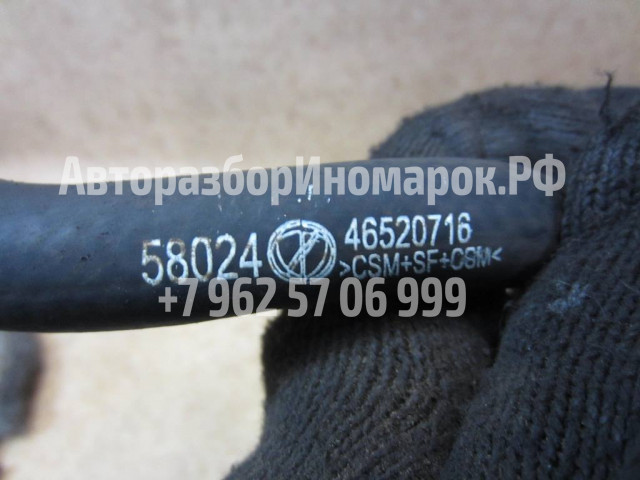 АвторазборИномарок.РФ
58024 46520716
>CSM+SF+CSM<
+7 962 57 06 999